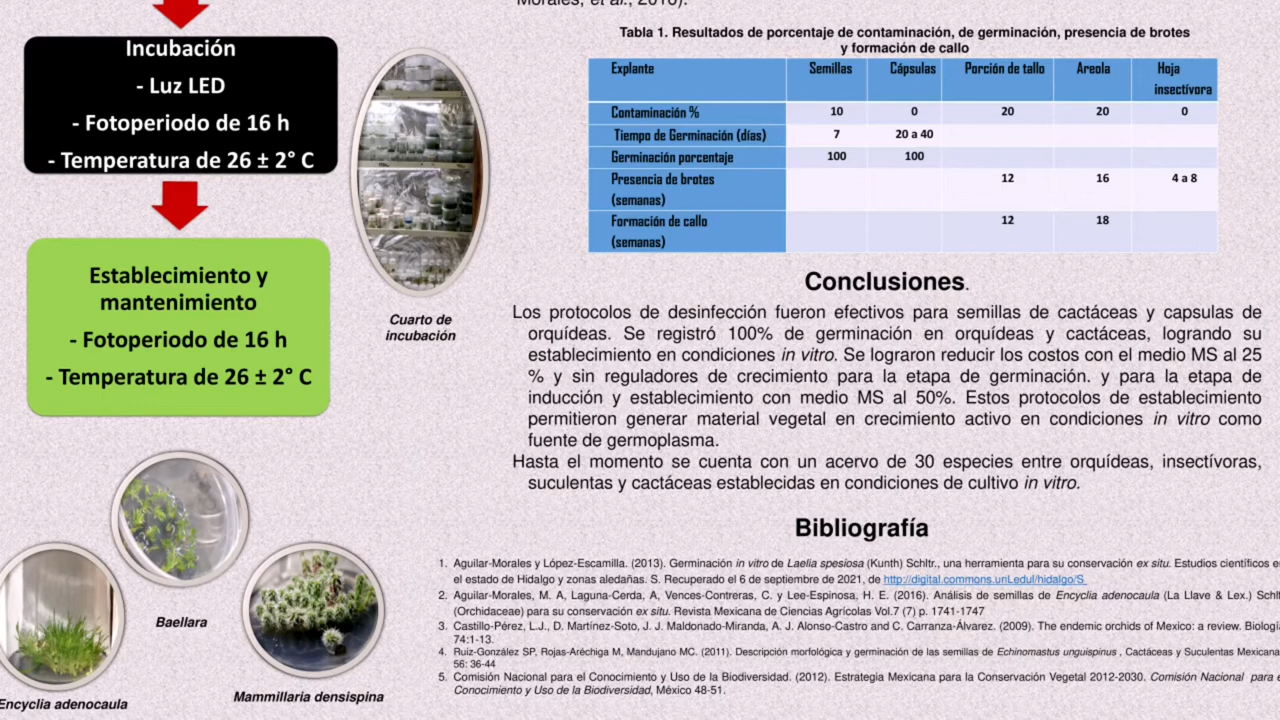 Incubación
- Luz LED
- Fotoperiodo de 16 h
- Temperatura de 26 ± 2° C
Establecimiento y
mantenimiento
- Fotoperiodo de 16 h
- Temperatura de 26 ± 2° C
Cuarto de
incubación
Baellara
Encyclia adenocaula
Mammillaria densispina
Morales, et al., 2016).
Tabla 1. Resultados de porcentaje de contaminación, de germinación, presencia de brotes
y formación de callo
Explante Semillas Cápsulas Porción de tallo Areola Hoja
insectívora
Contaminación % 10 0 20 20 0
Tiempo de Germinación (días) 7 20 a 40
Germinación porcentaje 100 100
Presencia de brotes 12 16 4 a 8
(semanas)
Formación de callo 12 18
(semanas)
Conclusiones.
Los protocolos de desinfección fueron efectivos para semillas de cactáceas y capsulas de
orquídeas. Se registró 100% de germinación en orquídeas y cactáceas, logrando su
establecimiento en condiciones in vitro. Se lograron reducir los costos con el medio MS al 25
% y sin reguladores de crecimiento para la etapa de germinación. y para la etapa de
inducción y establecimiento con medio MS al 50%. Estos protocolos de establecimiento
permitieron generar material vegetal en crecimiento activo en condiciones in vitro como
fuente de germoplasma.
Hasta el momento se cuenta con un acervo de 30 especies entre orquídeas, insectívoras,
suculentas y cactáceas establecidas en condiciones de cultivo in vitro.
Bibliografía
1. Aguilar-Morales y López-Escamilla. (2013). Germinación in vitro de Laelia spesiosa (Kunth) Schltr., una herramienta para su conservación ex situ. Estudios científicos en
el estado de Hidalgo y zonas aledañas. S. Recuperado el 6 de septiembre de 2021, de http://digital.commons.unLedul/hidalgo/S
2. Aguilar-Morales, M. A, Laguna-Cerda, A, Vences-Contreras, C. y Lee-Espinosa, H. E. (2016). Análisis de semillas de Encyclia adenocaula (La Llave & Lex.) Schlt
(Orchidaceae) para su conservación ex situ. Revista Mexicana de Ciencias Agrícolas Vol.7 (7) p. 1741-1747
3. Castillo-Pérez, L.J., D. Martínez-Soto, J. J. Maldonado-Miranda, A. J. Alonso-Castro and C. Carranza-Álvarez. (2009). The endemic orchids of Mexico: a review. Biologia
74:1-13.
4. Ruiz-González SP, Rojas-Aréchiga M, Mandujano MC. (2011). Descripción morfológica y germinación de las semillas de Echinomastus unguispinus , Cactáceas y Suculentas Mexicana
56: 36-44
5. Comisión Nacional para el Conocimiento y Uso de la Biodiversidad. (2012). Estrategia Mexicana para la Conservación Vegetal 2012-2030. Comisión Nacional para e
Conocimiento y Uso de la Biodiversidad, México 48-51.